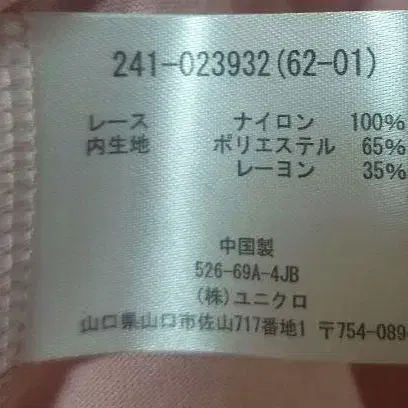 241-023932(62-01)
レース ナイロン 100%
内生地 ポリエステル 65%
レーヨン 35%
中国製
526-69A-4JB
(株)ユニクロ
山口県山口市佐山717番地1 〒754-089